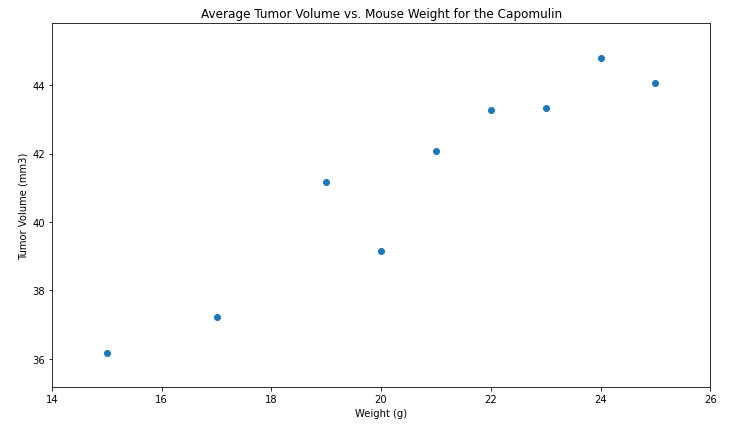 Average Tumor Volume vs. Mouse Weight for the Capomulin
44
42
40
38
36
Tumor Volume (mm3)
14 16 18 20 22 24 26
Weight (g)